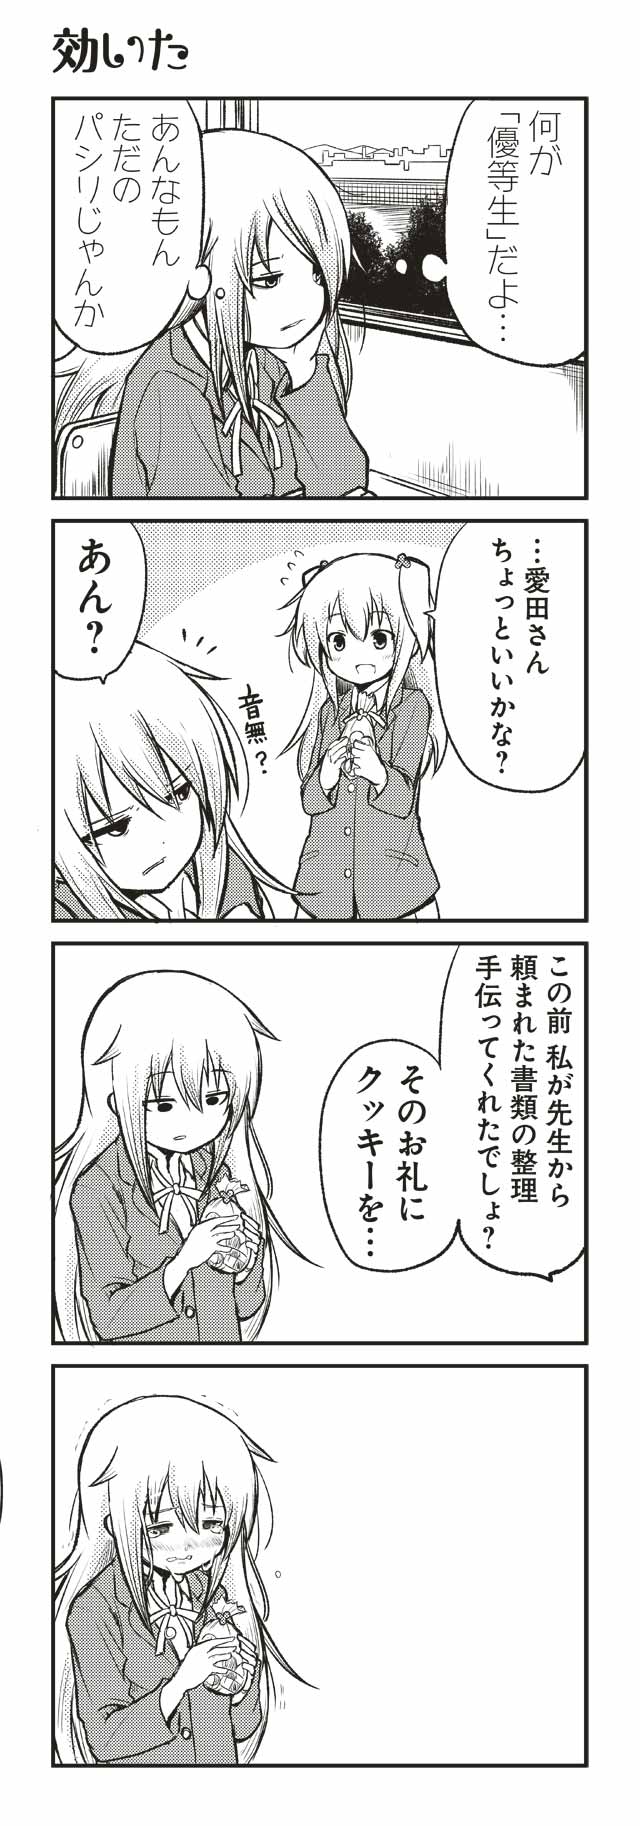 効いた
何が
「優等生」だよ…
あんなもん
ただの
パシリじゃんか
…愛田さん
ちょっといいかな?
音無?
あん?
この前 私が先生から
頼まれた書類の整理
手伝ってくれたでしょ?
そのお礼に
クッキーを…